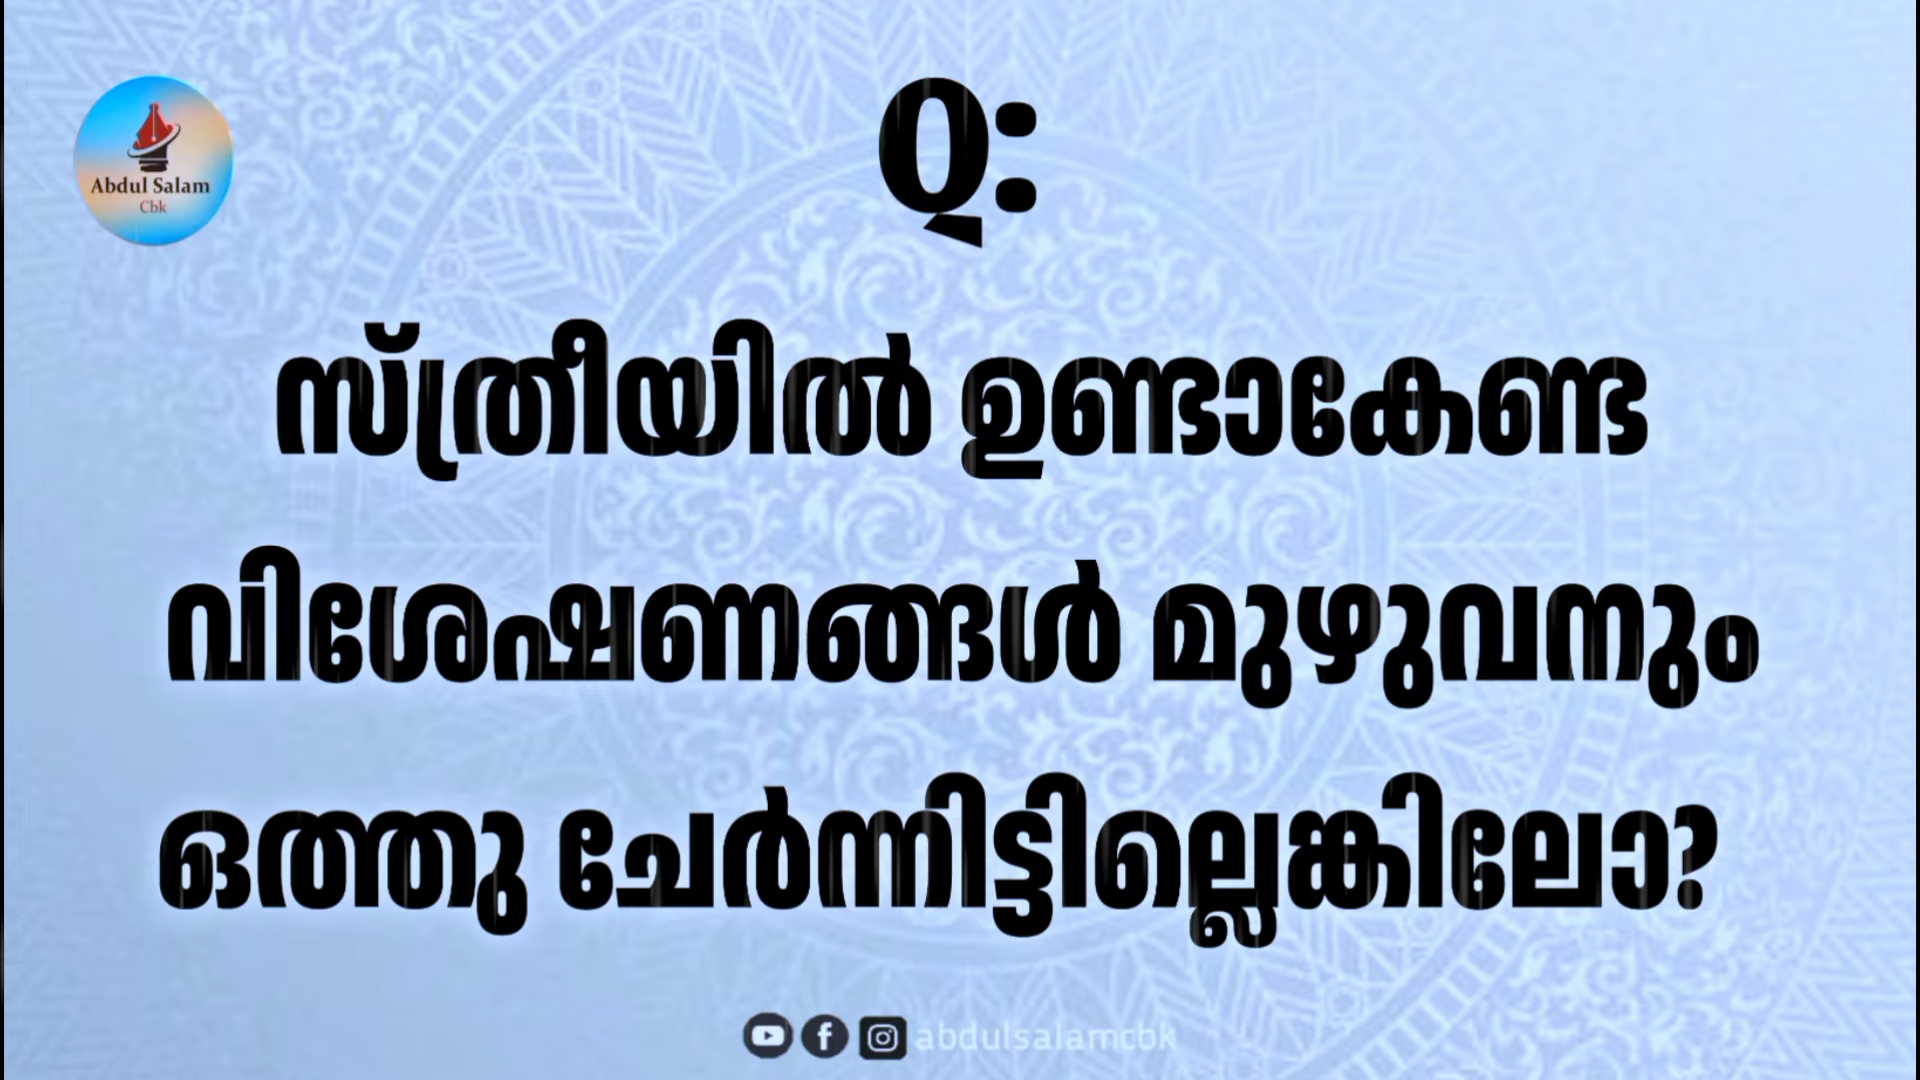 Abdul Salam
Cbk
Q:
സ്ത്രീയിൽ ഉണ്ടാകേണ്ട
വിശേഷണങ്ങൾ മുഴുവനും
ഒത്തു ചേർന്നിട്ടില്ലെങ്കിലോ?
abdulsalamcbk